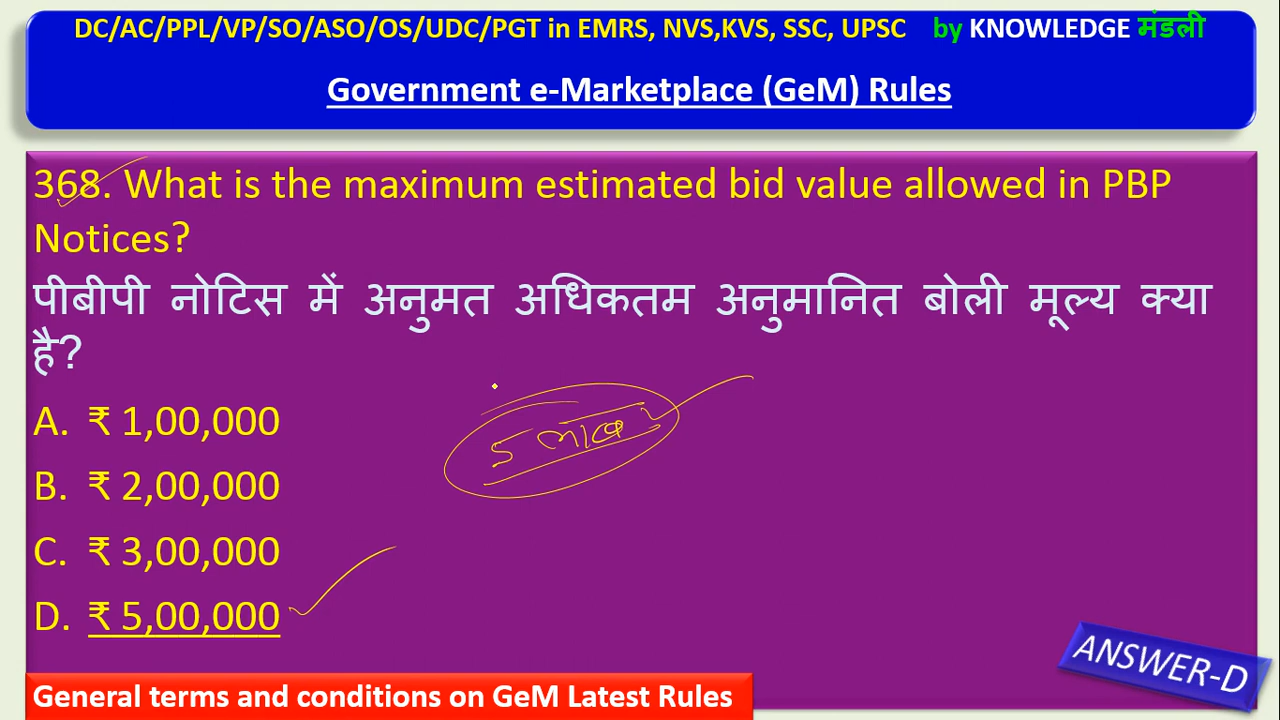 DC/AC/PPL/VP/SO/ASO/OS/UDC/PGT in EMRS, NVS,KVS, SSC, UPSC by KNOWLEDGE मंडली
Government e-Marketplace (GeM) Rules
368. What is the maximum estimated bid value allowed in PBP
Notices?
पीबीपी नोटिस में अनुमत अधिकतम अनुमानित बोली मूल्य क्या
है?
A. ₹ 1,00,000
5 लाख
B. ₹ 2,00,000
C. ₹ 3,00,000
D. ₹ 5,00,000
ANSWER-D
General terms and conditions on GeM Latest Rules